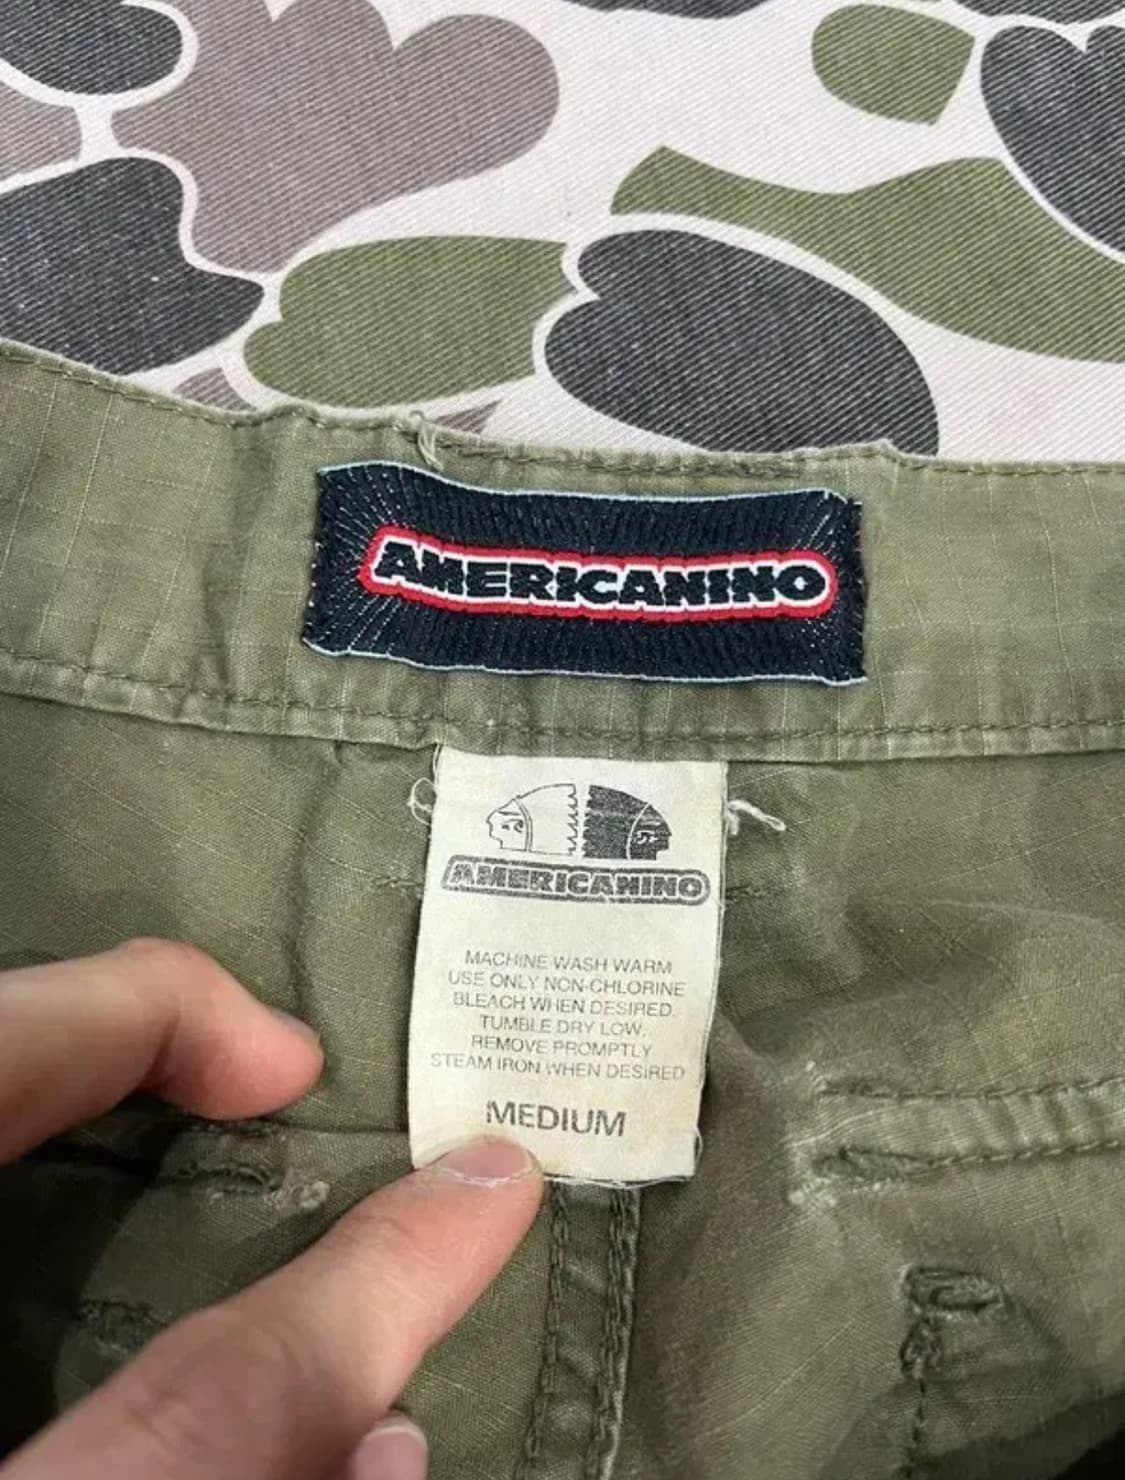 AMERICANINO
AMERICANINO
MACHINE WASH WARM
USE ONLY NON-CHLORINE
BLEACH WHEN DESIRED.
TUMBLE DRY LOW.
REMOVE PROMPTLY
STEAM IRON WHEN DESIRED
MEDIUM